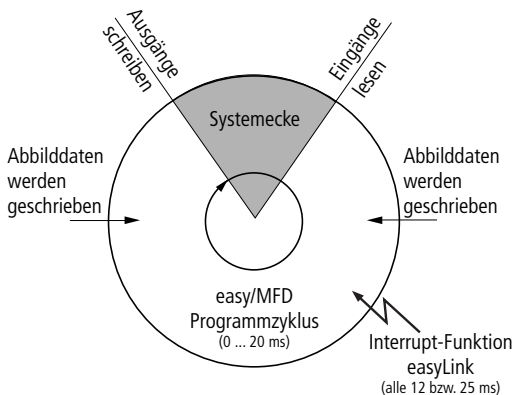 Ausgänge
schreiben
Eingänge
lesen
Systemecke
Abbilddaten
werden
geschrieben
Abbilddaten
werden
geschrieben
easy/MFD
Programmzyklus
(0 ... 20 ms)
Interrupt-Funktion
easyLink
(alle 12 bzw. 25 ms)